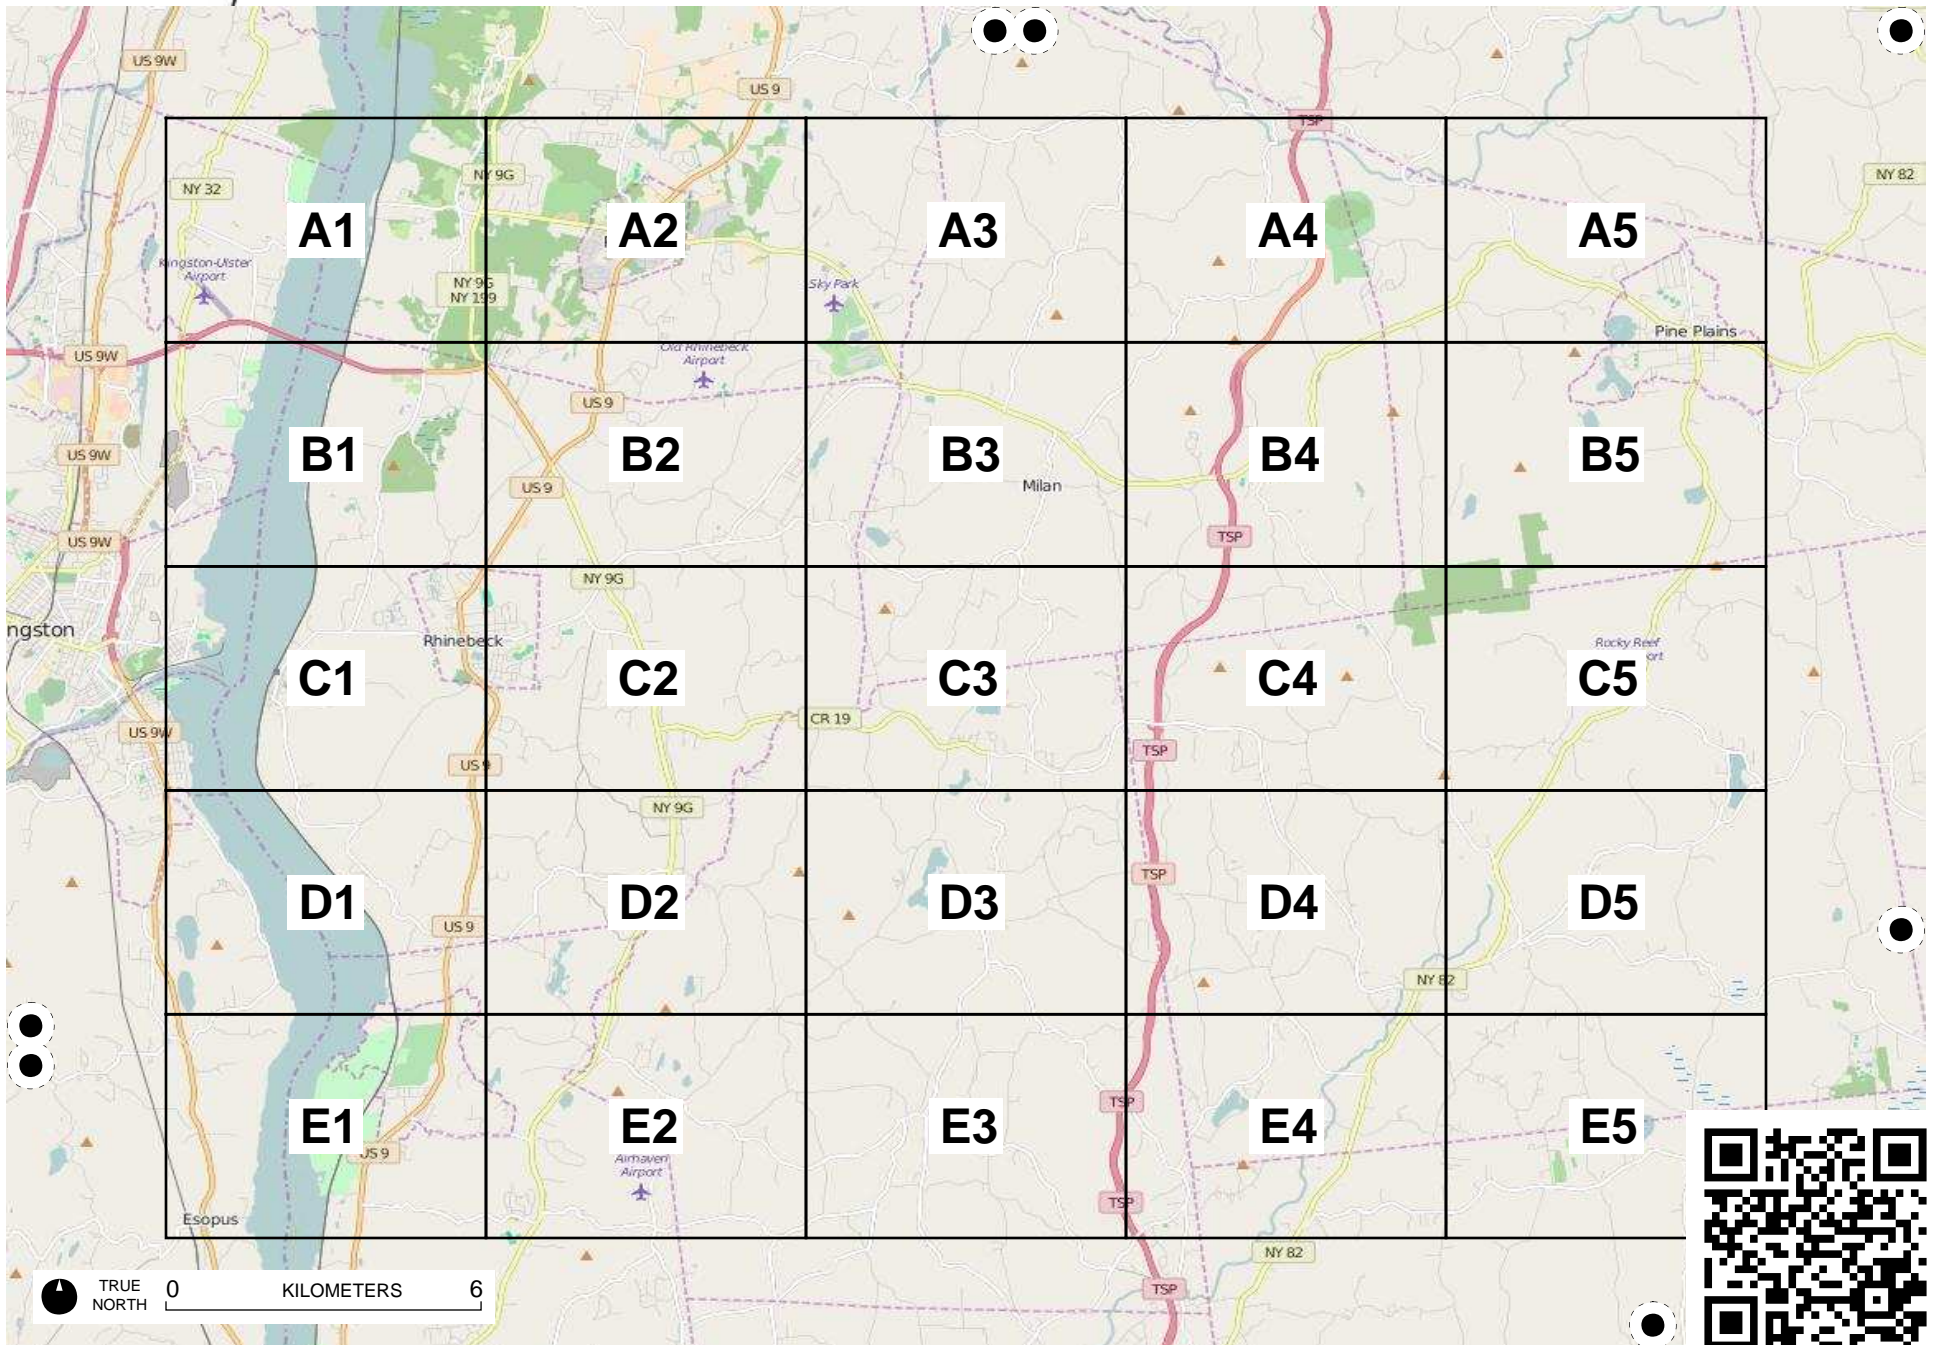 US 9W
US 9
TSP
NY 9G
NY 32
NY 82
A1
A2
A3
A4
A5
Kingston-Ulster
Airport
NY 9G
NY 199
Sky Park
Pine Plains
US 9W
Old Rhinebeck
Airport
US 9
B1
B2
B3
B4
B5
US 9W
US 9
Milan
US 9W
TSP
NY 9G
ngston
Rhinebeck
Rocky Reef
ort
C1
C2
C3
C4
C5
US 9W
CR 19
US 9
TSP
NY 9G
TSP
D1
D2
D3
D4
D5
US 9
NY 82
TSP
E1
E2
E3
E4
E5
US 9
Airhaven
Airport
TSP
Esopus
NY 82
TRUE
NORTH
0 KILOMETERS 6
TSP